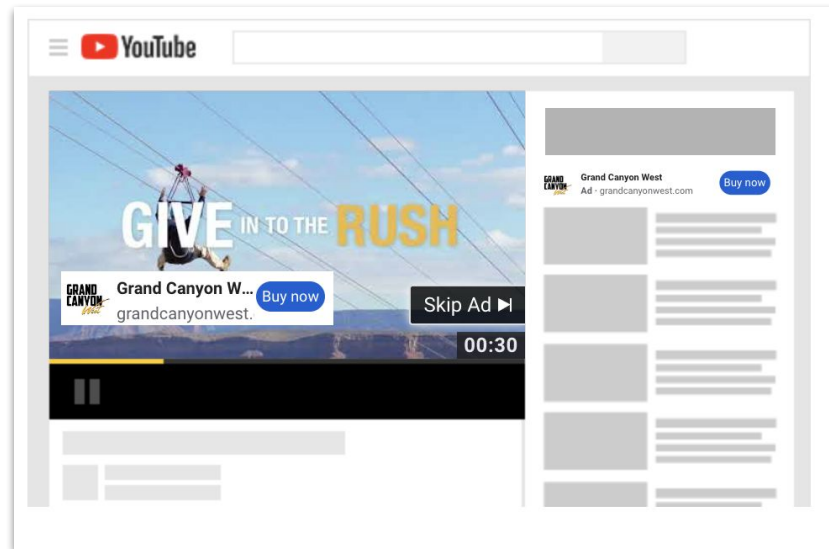 YouTube
GIVE IN TO THE RUSH
GRAND CANYON West
Grand Canyon W...
grandcanyonwest.
Buy now
Skip Ad
00:30
GRAND CANYON West
Grand Canyon West
Ad · grandcanyonwest.com
Buy now